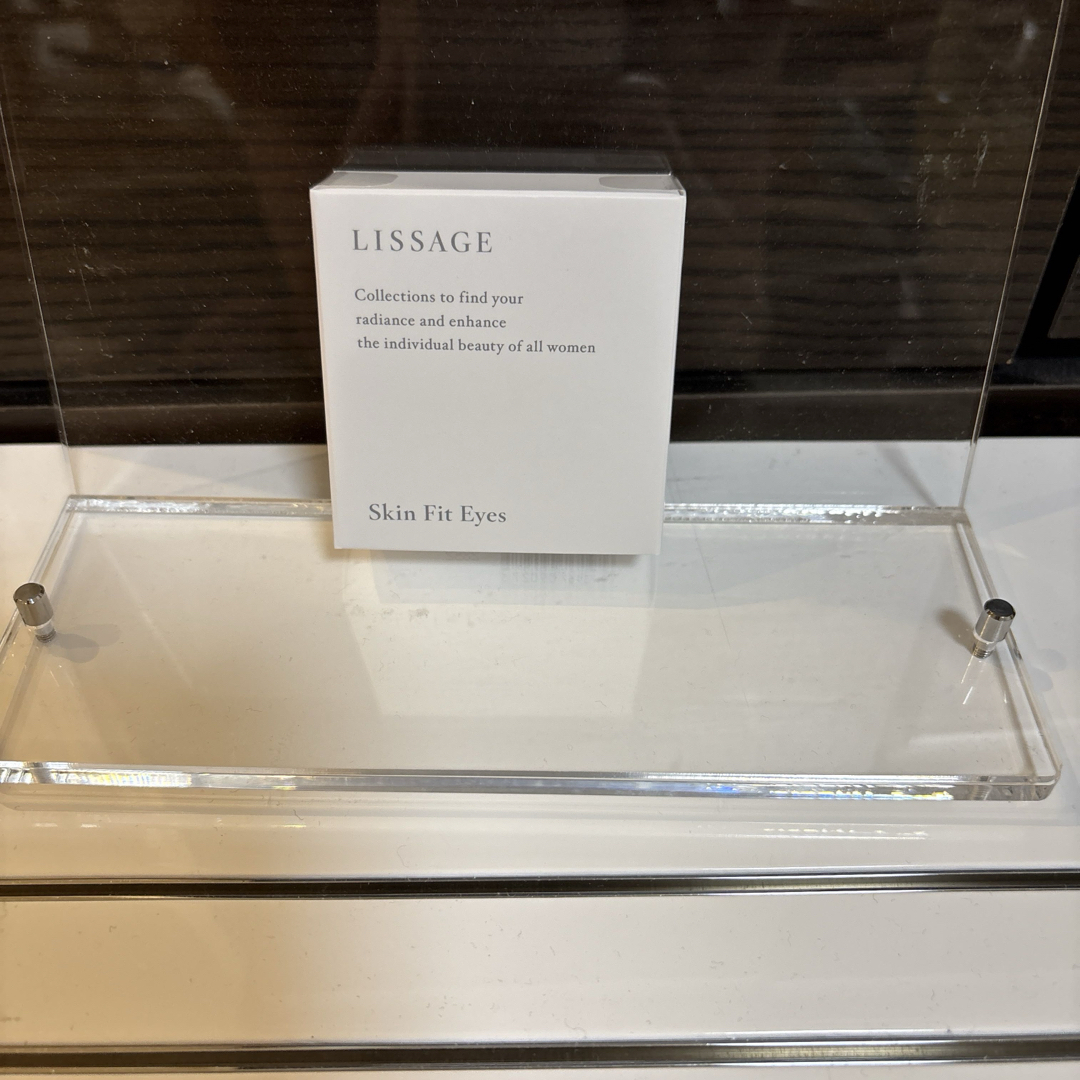 LISSAGE
Collections to find your
radiance and enhance
the individual beauty of all women
Skin Fit Eyes